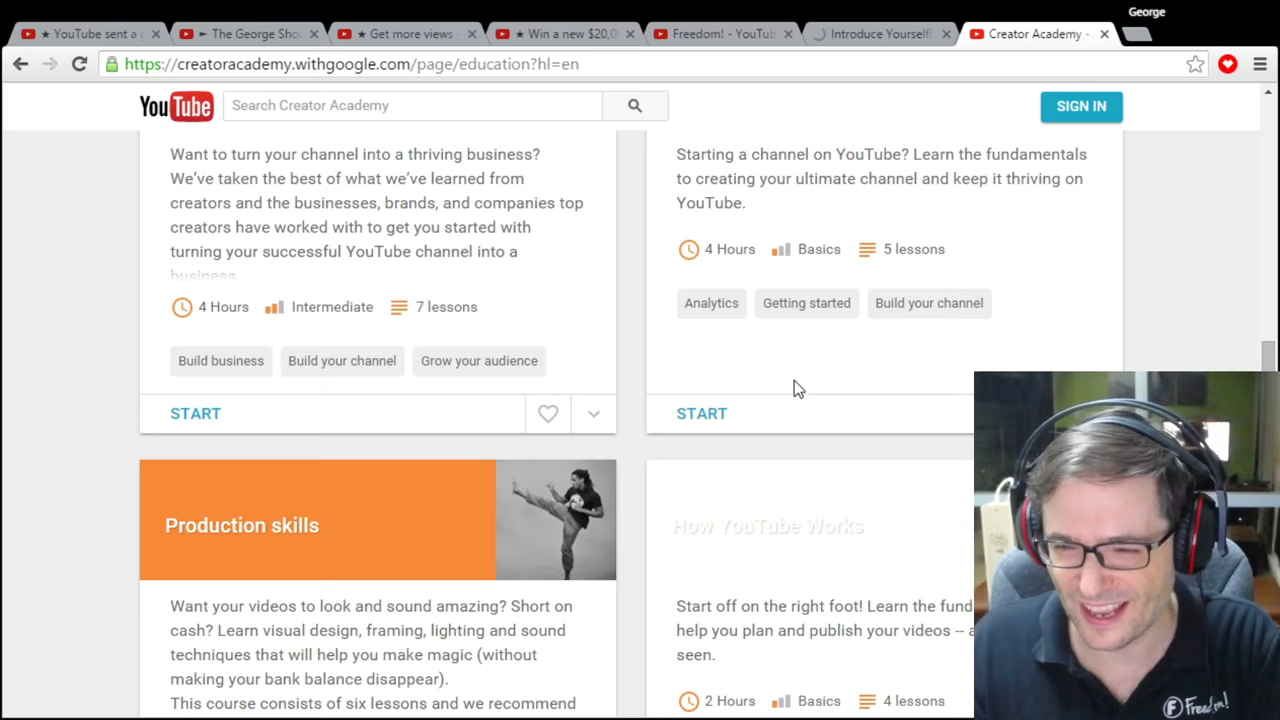 George
★ YouTube sent a g
► The George Sho
★ Get more views -
★ Win a new $20,0
Freedom! - YouTub
Introduce Yourself!
Creator Academy -
https://creatoracademy.withgoogle.com/page/education?hl=en
YouTube
Search Creator Academy
SIGN IN
Want to turn your channel into a thriving business?
We've taken the best of what we've learned from
creators and the businesses, brands, and companies top
creators have worked with to get you started with
turning your successful YouTube channel into a
business
4 Hours
Intermediate
7 lessons
Build business
Build your channel
Grow your audience
START
Starting a channel on YouTube? Learn the fundamentals
to creating your ultimate channel and keep it thriving on
YouTube.
4 Hours
Basics
5 lessons
Analytics
Getting started
Build your channel
START
Production skills
Want your videos to look and sound amazing? Short on
cash? Learn visual design, framing, lighting and sound
techniques that will help you make magic (without
making your bank balance disappear).
This course consists of six lessons and we recommend
How YouTube Works
Start off on the right foot! Learn the fund
help you plan and publish your videos -- a
seen.
2 Hours
Basics
4 lessons
Freedom!